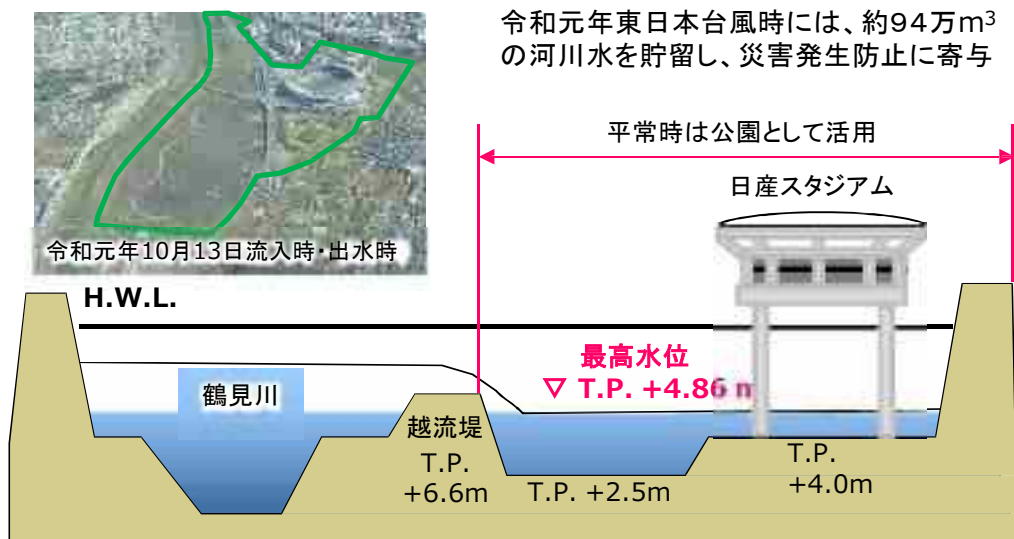 令和元年東日本台風時には、約94万m³
の河川水を貯留し、災害発生防止に寄与
平常時は公園として活用
日産スタジアム
令和元年10月13日流入時・出水時
H.W.L.
最高水位
▽ T.P. +4.86 m
鶴見川
越流堤
T.P.
+6.6m
T.P. +2.5m
T.P.
+4.0m